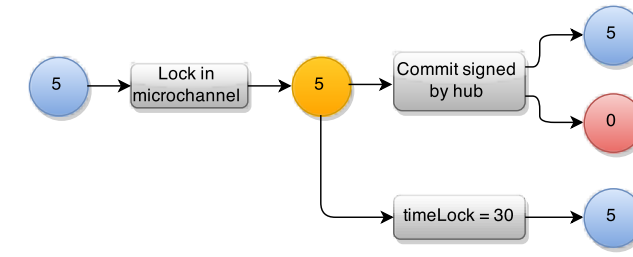 5
Lock in
microchannel
5
Commit signed
by hub
5
0
timeLock = 30
5